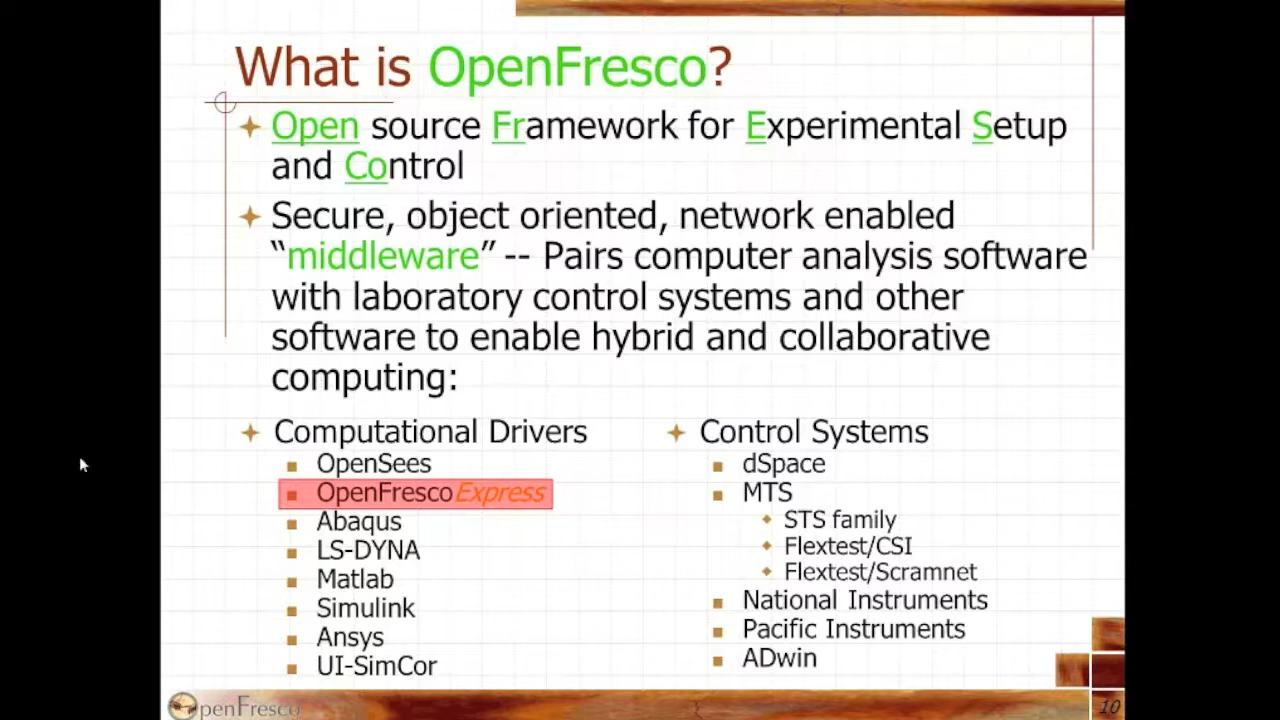 What is OpenFresco?
Open source Framework for Experimental Setup
and Control
Secure, object oriented, network enabled
“middleware” -- Pairs computer analysis software
with laboratory control systems and other
software to enable hybrid and collaborative
computing:
Computational Drivers
OpenSees
OpenFrescoExpress
Abaqus
LS-DYNA
Matlab
Simulink
Ansys
UI-SimCor
Control Systems
dSpace
MTS
STS family
Flextest/CSI
Flextest/Scramnet
National Instruments
Pacific Instruments
ADwin
penFresco
10